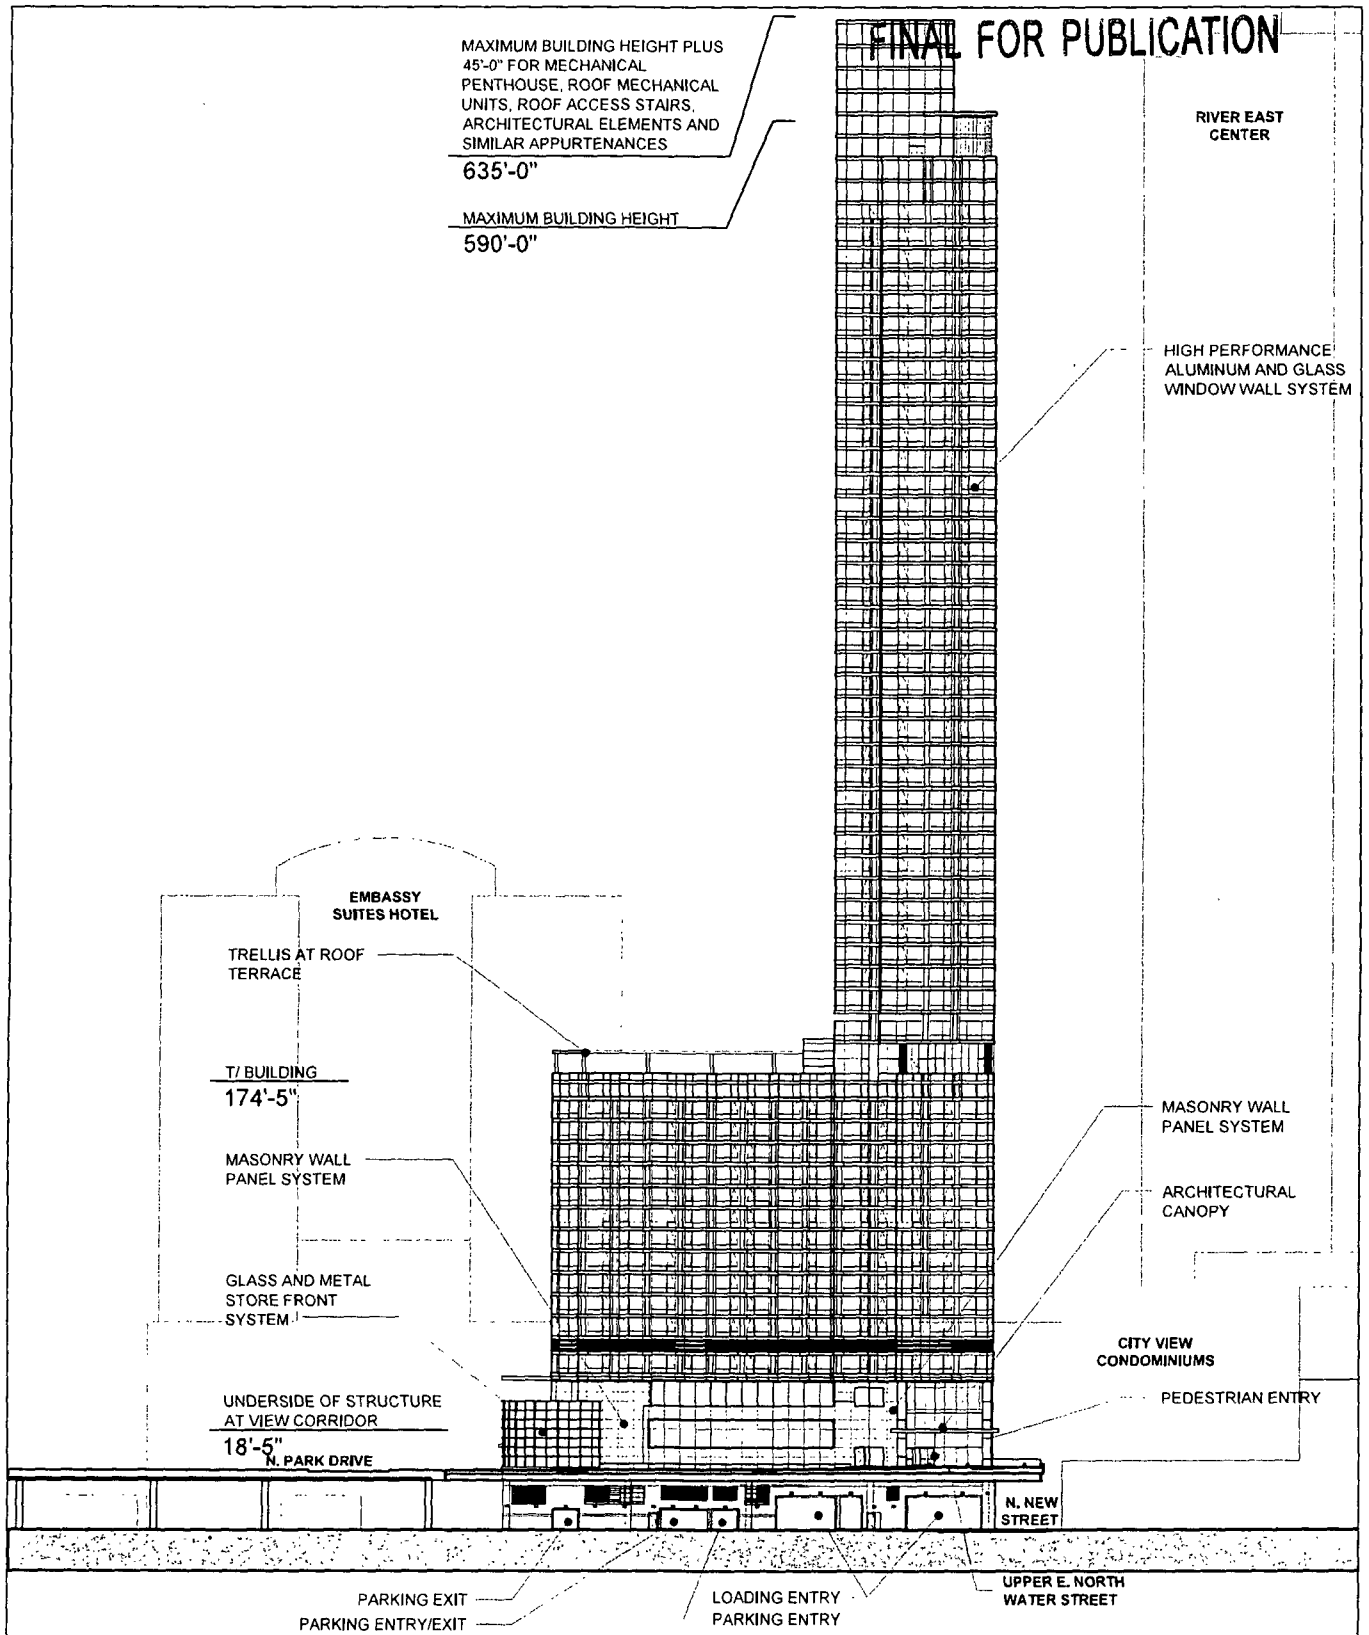 FINAL FOR PUBLICATION
MAXIMUM BUILDING HEIGHT PLUS
45'-0" FOR MECHANICAL
PENTHOUSE, ROOF MECHANICAL
UNITS, ROOF ACCESS STAIRS,
ARCHITECTURAL ELEMENTS AND
SIMILAR APPURTENANCES
635'-0"
MAXIMUM BUILDING HEIGHT
590'-0"
RIVER EAST
CENTER
HIGH PERFORMANCE
ALUMINUM AND GLASS
WINDOW WALL SYSTEM
EMBASSY
SUITES HOTEL
TRELLIS AT ROOF
TERRACE
T/ BUILDING
174'-5"
MASONRY WALL
PANEL SYSTEM
GLASS AND METAL
STORE FRONT
SYSTEM
UNDERSIDE OF STRUCTURE
AT VIEW CORRIDOR
18'-5"
N. PARK DRIVE
MASONRY WALL
PANEL SYSTEM
ARCHITECTURAL
CANOPY
CITY VIEW
CONDOMINIUMS
PEDESTRIAN ENTRY
N. NEW
STREET
UPPER E. NORTH
WATER STREET
PARKING EXIT
PARKING ENTRY/EXIT
LOADING ENTRY
PARKING ENTRY